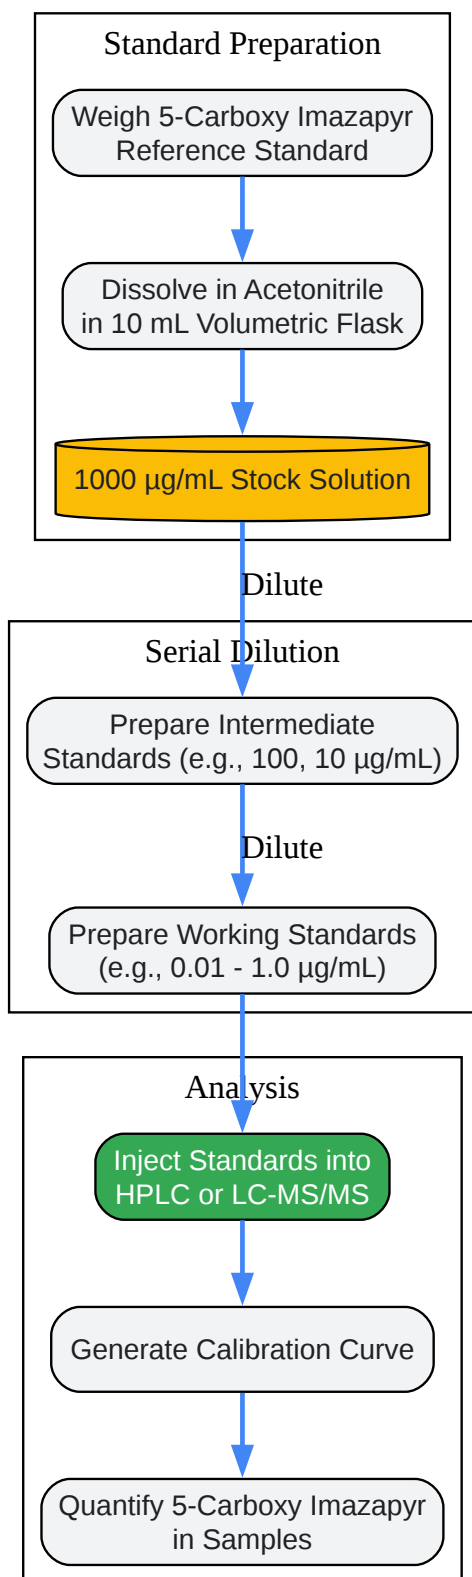 Standard Preparation
Weigh 5-Carboxy Imazapyr
Reference Standard
Dissolve in Acetonitrile
in 10 mL Volumetric Flask
1000 µg/mL Stock Solution
Dilute
Serial Dilution
Prepare Intermediate
Standards (e.g., 100, 10 µg/mL)
Dilute
Prepare Working Standards
(e.g., 0.01 - 1.0 µg/mL)
Analysis
Inject Standards into
HPLC or LC-MS/MS
Generate Calibration Curve
Quantify 5-Carboxy Imazapyr
in Samples